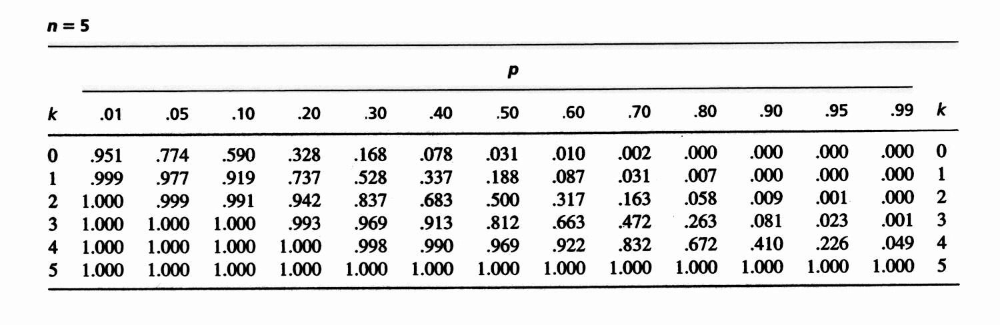 n = 5
p
k .01 .05 .10 .20 .30 .40 .50 .60 .70 .80 .90 .95 .99 k
0 .951 .774 .590 .328 .168 .078 .031 .010 .002 .000 .000 .000 .000 0
1 .999 .977 .919 .737 .528 .337 .188 .087 .031 .007 .000 .000 .000 1
2 1.000 .999 .991 .942 .837 .683 .500 .317 .163 .058 .009 .001 .000 2
3 1.000 1.000 1.000 .993 .969 .913 .812 .663 .472 .263 .081 .023 .001 3
4 1.000 1.000 1.000 1.000 .998 .990 .969 .922 .832 .672 .410 .226 .049 4
5 1.000 1.000 1.000 1.000 1.000 1.000 1.000 1.000 1.000 1.000 1.000 1.000 1.000 5